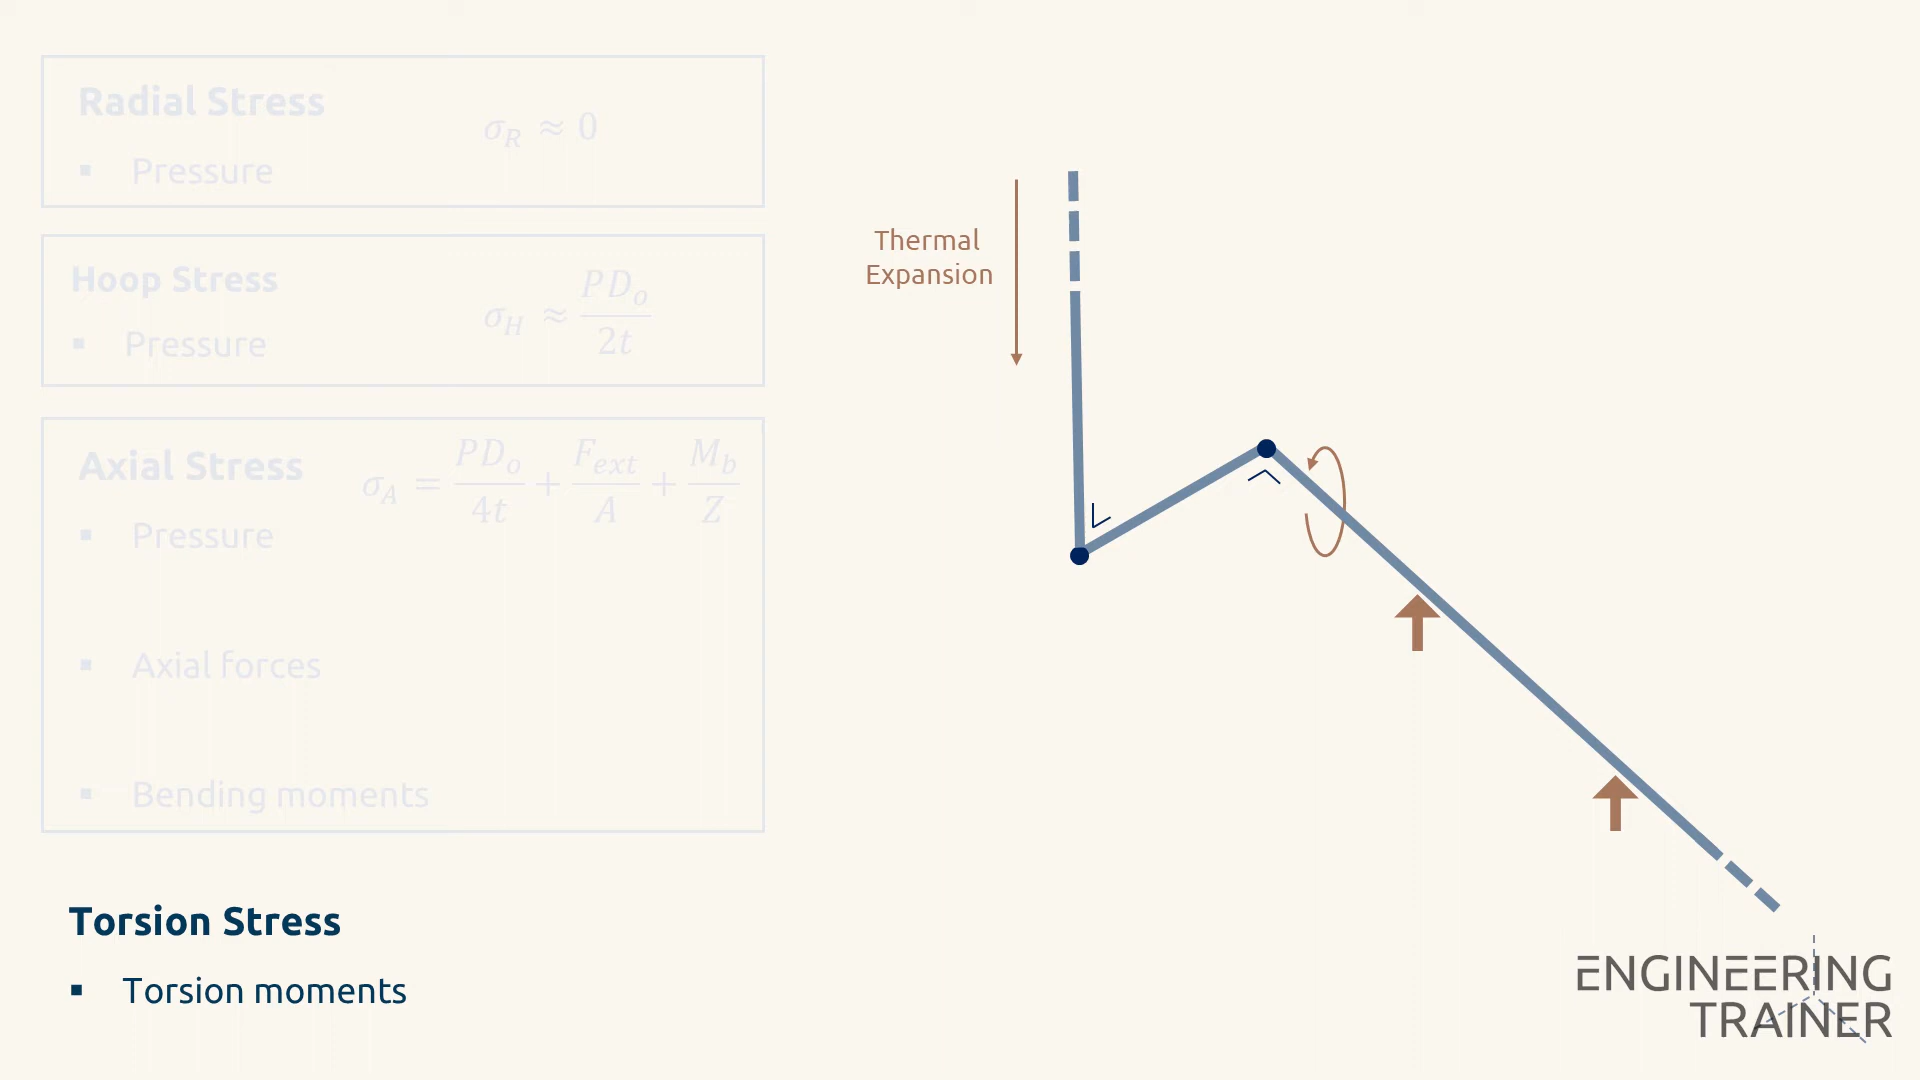 Radial Stress
σ_R ≈ 0
▪ Pressure
Hoop Stress
σ_H ≈ PD_o / 2t
▪ Pressure
Axial Stress
σ_A = PD_o / 4t + F_ext / A + M_b / Z
▪ Pressure
▪ Axial forces
▪ Bending moments
Torsion Stress
▪ Torsion moments
Thermal
Expansion
ENGINEERING
TRAINER